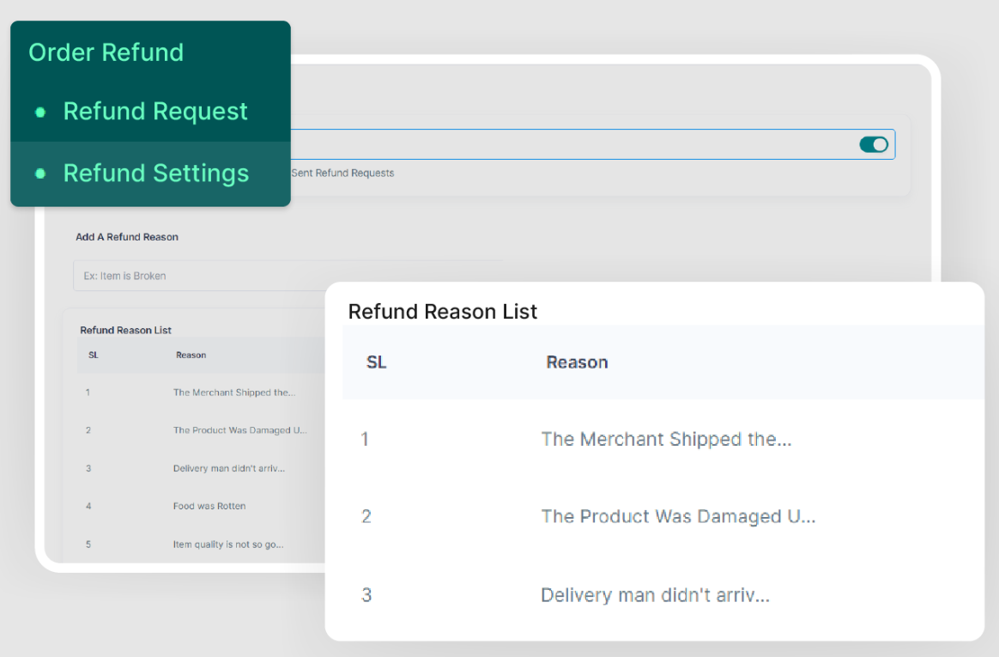 Order Refund
Refund Request
Refund Settings
Sent Refund Requests
Add A Refund Reason
Ex: Item is Broken
Refund Reason List
SL Reason
1 The Merchant Shipped the...
2 The Product Was Damaged U...
3 Delivery man didn't arriv...
4 Food was Rotten
5 Item quality is not so go...
Refund Reason List
SL Reason
1 The Merchant Shipped the...
2 The Product Was Damaged U...
3 Delivery man didn't arriv...